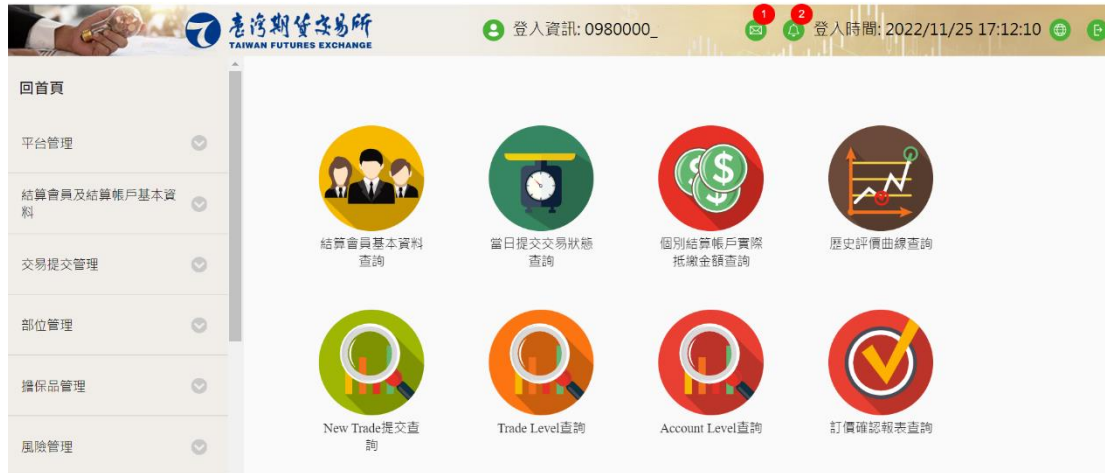 臺灣期貨交易所
TAIWAN FUTURES EXCHANGE
登入資訊: 0980000_
1
2
登入時間: 2022/11/25 17:12:10
回首頁
平台管理
結算會員及結算帳戶基本資
料
交易提交管理
部位管理
擔保品管理
風險管理
結算會員基本資料
查詢
當日提交交易狀態
查詢
個別結算帳戶實際
抵繳金額查詢
歷史評價曲線查詢
New Trade提交查
詢
Trade Level查詢
Account Level查詢
訂價確認報表查詢